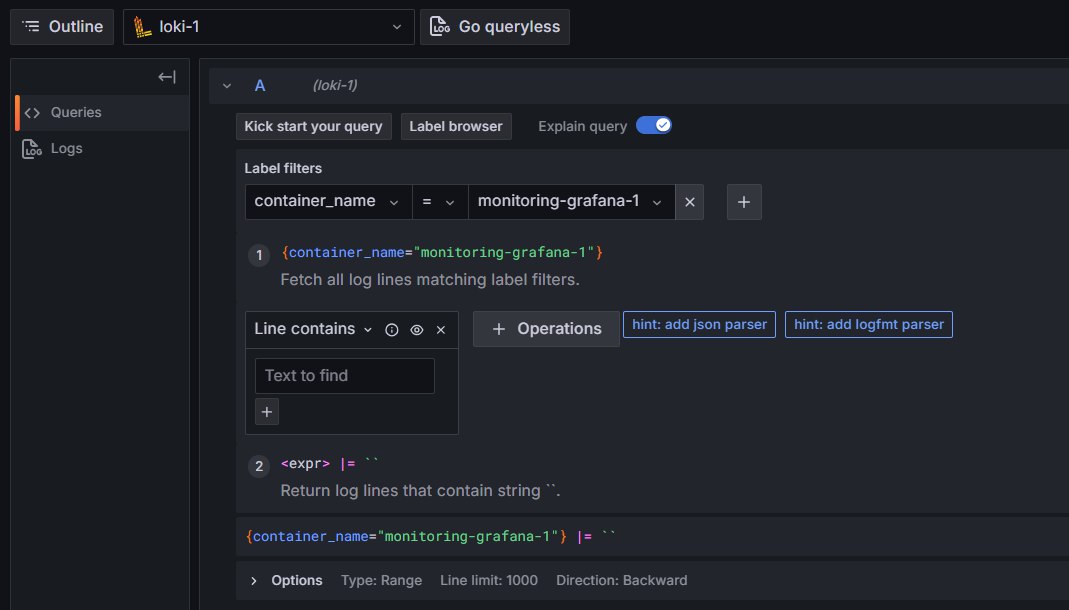 Outline loki-1 Go queryless
A (loki-1)
Queries
Logs
Kick start your query Label browser Explain query
Label filters
container_name = monitoring-grafana-1
1 {container_name="monitoring-grafana-1"}
Fetch all log lines matching label filters.
Line contains + Operations hint: add json parser hint: add logfmt parser
Text to find
+
2 <expr> |= ``
Return log lines that contain string ``.
{container_name="monitoring-grafana-1"} |= ``
Options Type: Range Line limit: 1000 Direction: Backward